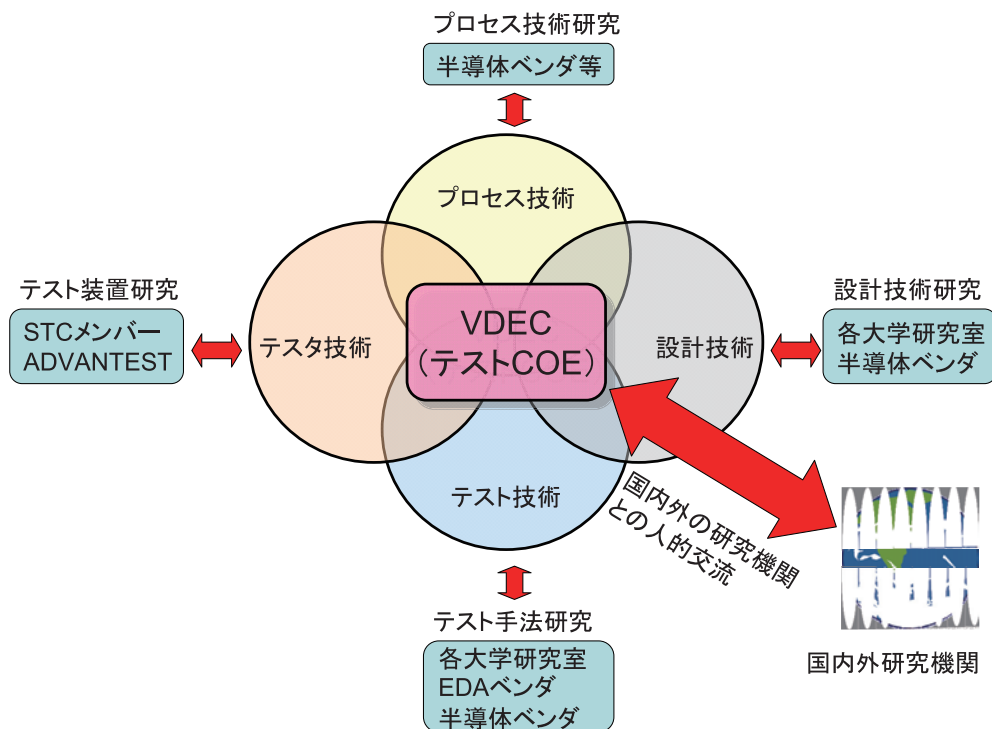 プロセス技術研究
半導体ベンダ等
プロセス技術
テスト装置研究
STCメンバー
ADVANTEST
テスタ技術
VDEC
(テストCOE)
設計技術
設計技術研究
各大学研究室
半導体ベンダ
テスト技術
国内外の研究機関
との人的交流
テスト手法研究
各大学研究室
EDAベンダ
半導体ベンダ
国内外研究機関